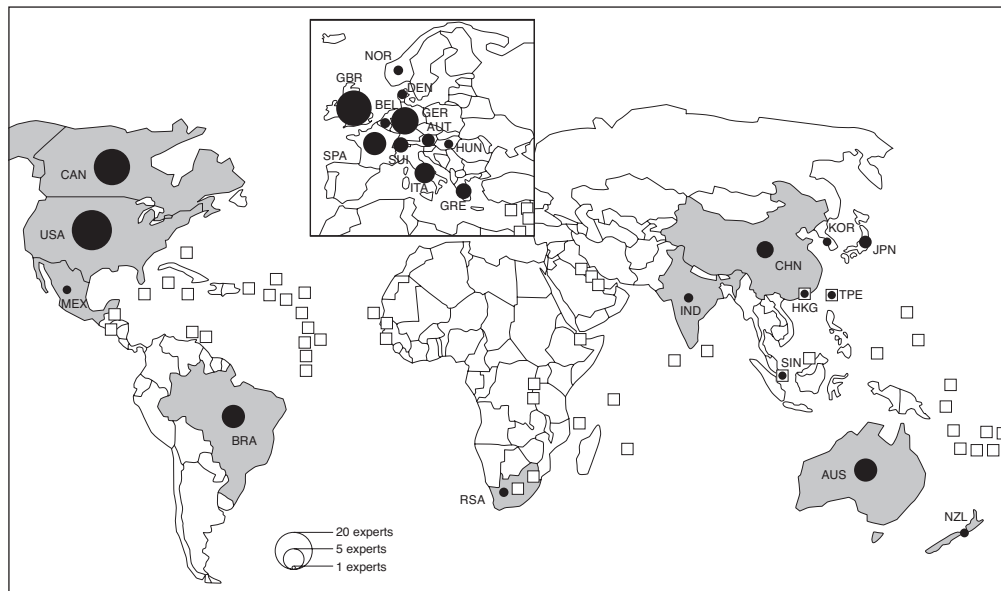 NOR
GBR
DEN
BEL
GER
AUT
SPA
SUI
HUN
ITA
GRE
CAN
USA
MEX
BRA
KOR
JPN
CHN
HKG
TPE
IND
SIN
RSA
AUS
NZL
20 experts
5 experts
1 experts